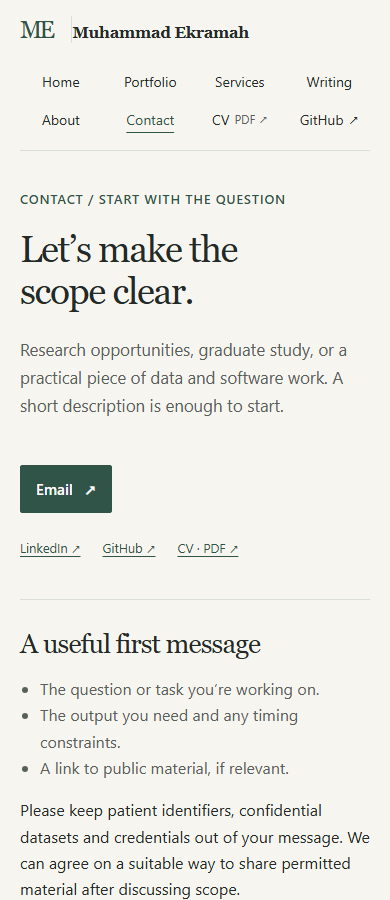 ME Muhammad Ekramah
Home Portfolio Services Writing
About Contact CV PDF ↗ GitHub ↗
CONTACT / START WITH THE QUESTION
Let’s make the
scope clear.
Research opportunities, graduate study, or a
practical piece of data and software work. A
short description is enough to start.
Email ↗
LinkedIn ↗ GitHub ↗ CV · PDF ↗
A useful first message
• The question or task you’re working on.
• The output you need and any timing
constraints.
• A link to public material, if relevant.
Please keep patient identifiers, confidential
datasets and credentials out of your message. We
can agree on a suitable way to share permitted
material after discussing scope.